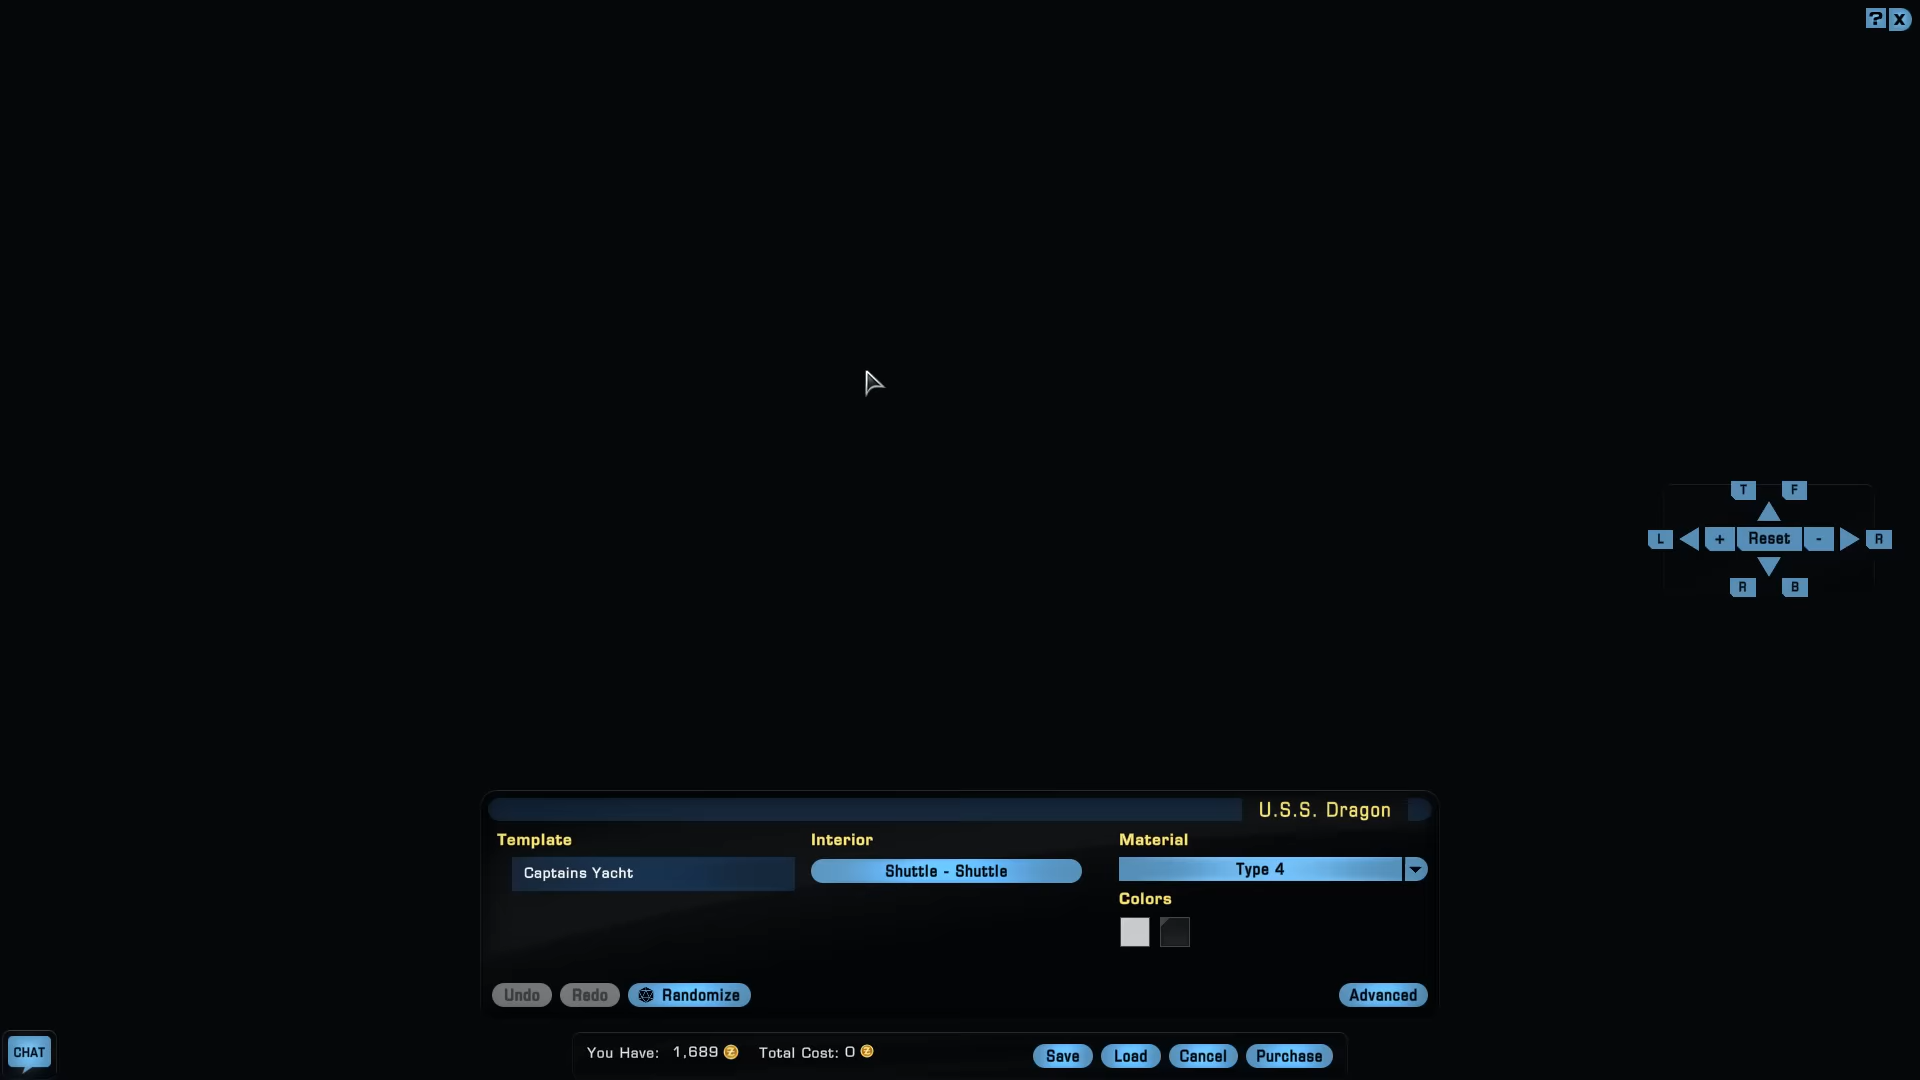 ? X
T F
L + Reset - R
R B
U.S.S. Dragon
Template Interior Material
Captains Yacht Shuttle - Shuttle Type 4
Colors
Undo Redo Randomize Advanced
CHAT You Have: 1,689 Total Cost: 0 Save Load Cancel Purchase